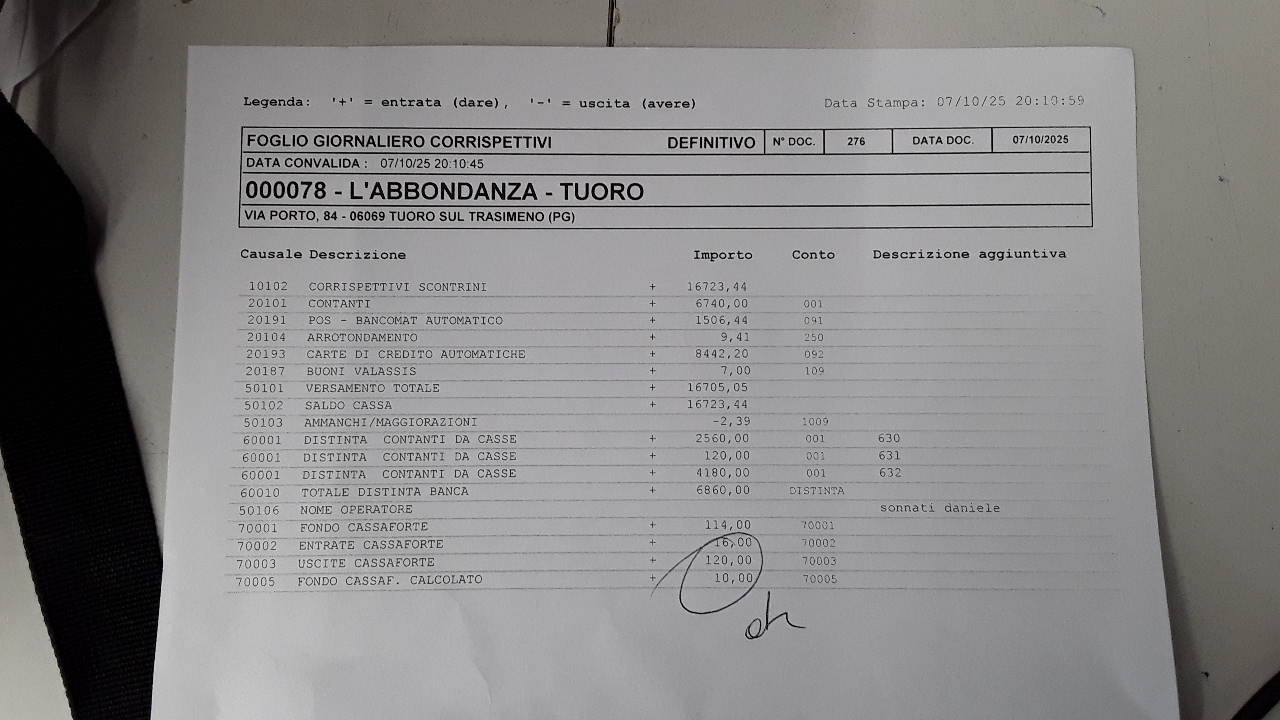 Legenda: '+' = entrata (dare), '-' = uscita (avere) Data Stampa: 07/10/25 20:10:59
FOGLIO GIORNALIERO CORRISPETTIVI DEFINITIVO N° DOC. 276 DATA DOC. 07/10/2025
DATA CONVALIDA : 07/10/25 20:10:45
000078 - L'ABBONDANZA - TUORO
VIA PORTO, 84 - 06069 TUORO SUL TRASIMENO (PG)
Causale Descrizione Importo Conto Descrizione aggiuntiva
10102 CORRISPETTIVI SCONTRINI + 16723,44
20101 CONTANTI + 6740,00 001
20191 POS - BANCOMAT AUTOMATICO + 1506,44 091
20104 ARROTONDAMENTO + 9,41 250
20193 CARTE DI CREDITO AUTOMATICHE + 8442,20 092
20187 BUONI VALASSIS + 7,00 109
50101 VERSAMENTO TOTALE + 16705,05
50102 SALDO CASSA + 16723,44
50103 AMMANCHI/MAGGIORAZIONI -2,39 1009
60001 DISTINTA CONTANTI DA CASSE + 2560,00 001 630
60001 DISTINTA CONTANTI DA CASSE + 120,00 001 631
60001 DISTINTA CONTANTI DA CASSE + 4180,00 001 632
60010 TOTALE DISTINTA BANCA + 6860,00 DISTINTA
50106 NOME OPERATORE sonnati daniele
70001 FONDO CASSAFORTE + 114,00 70001
70002 ENTRATE CASSAFORTE + 16,00 70002
70003 USCITE CASSAFORTE + 120,00 70003
70005 FONDO CASSAF. CALCOLATO + 10,00 70005